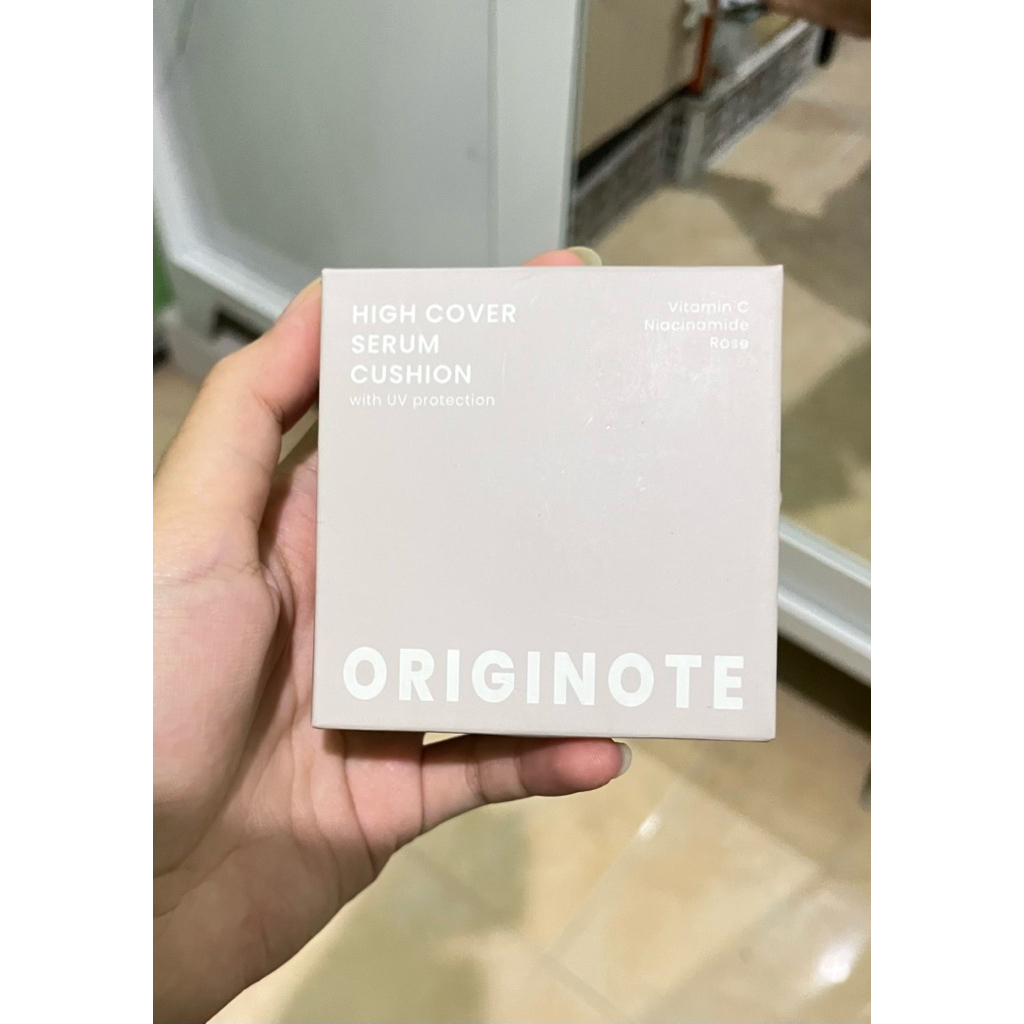 HIGH COVER
SERUM
CUSHION
with UV protection
Vitamin C
Niacinamide
Rose
ORIGINOTE